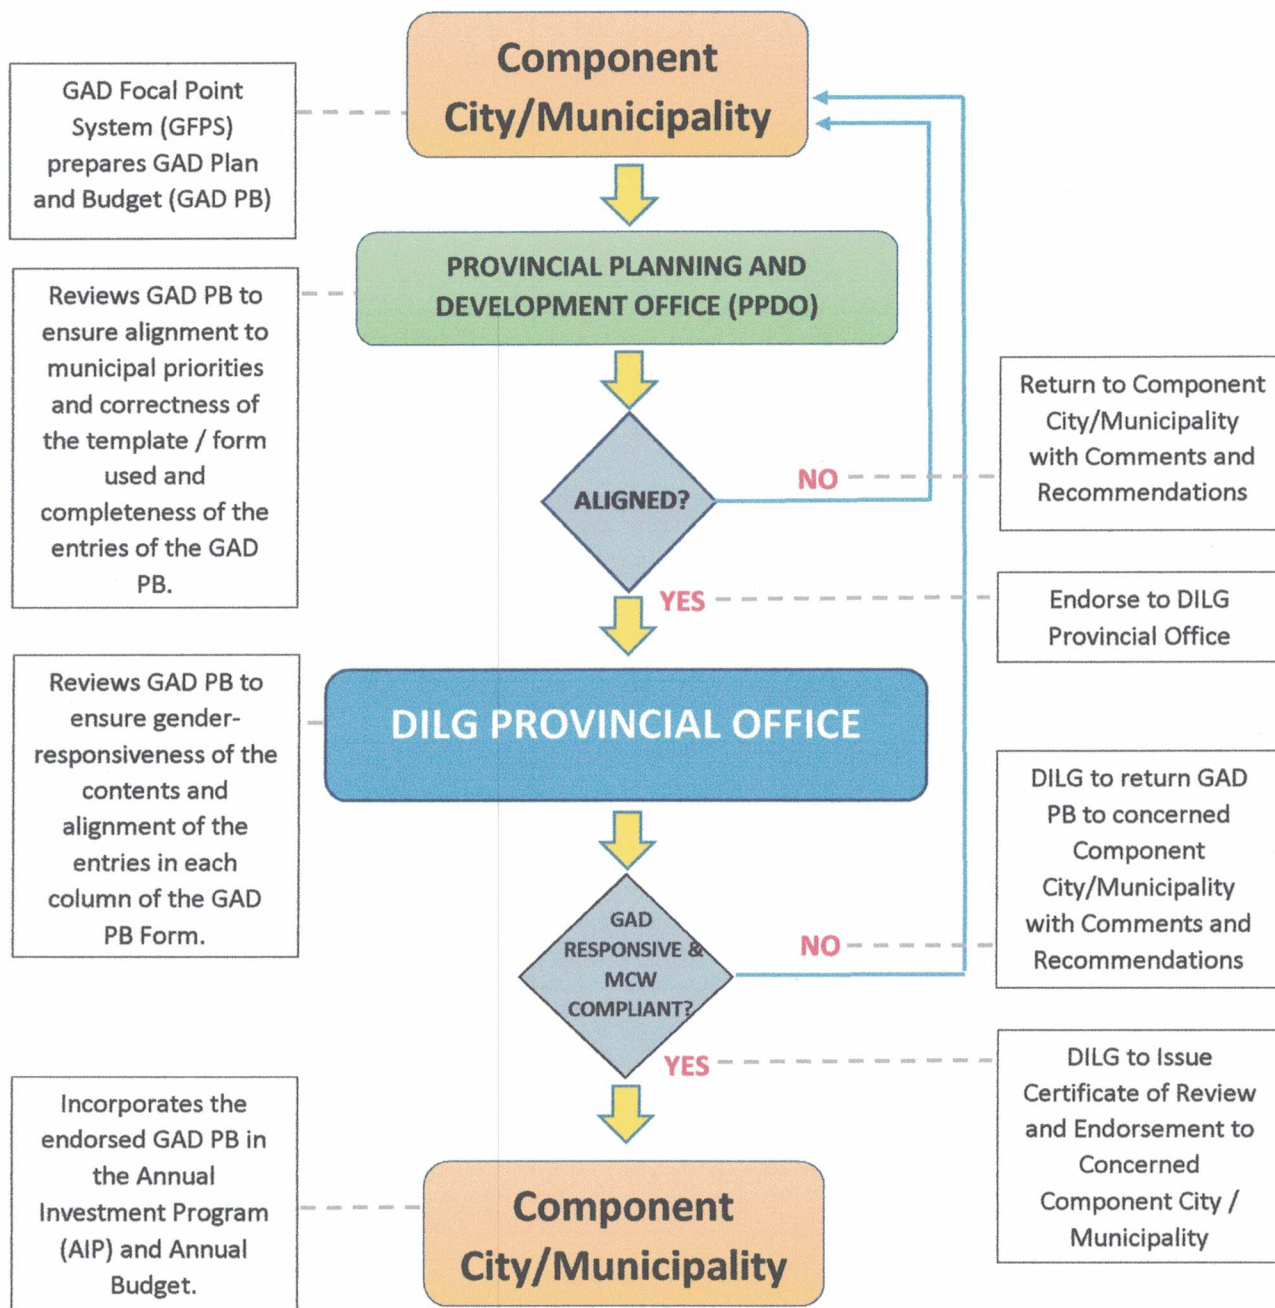 Component
City/Municipality
GAD Focal Point
System (GFPS)
prepares GAD Plan
and Budget (GAD PB)
PROVINCIAL PLANNING AND
DEVELOPMENT OFFICE (PPDO)
Reviews GAD PB to
ensure alignment to
municipal priorities
and correctness of
the template / form
used and
completeness of the
entries of the GAD
PB.
ALIGNED?
NO
Return to Component
City/Municipality
with Comments and
Recommendations
YES
Endorse to DILG
Provincial Office
DILG PROVINCIAL OFFICE
Reviews GAD PB to
ensure gender-
responsiveness of the
contents and
alignment of the
entries in each
column of the GAD
PB Form.
GAD
RESPONSIVE &
MCW
COMPLIANT?
NO
DILG to return GAD
PB to concerned
Component
City/Municipality
with Comments and
Recommendations
YES
DILG to Issue
Certificate of Review
and Endorsement to
Concerned
Component City /
Municipality
Component
City/Municipality
Incorporates the
endorsed GAD PB in
the Annual
Investment Program
(AIP) and Annual
Budget.